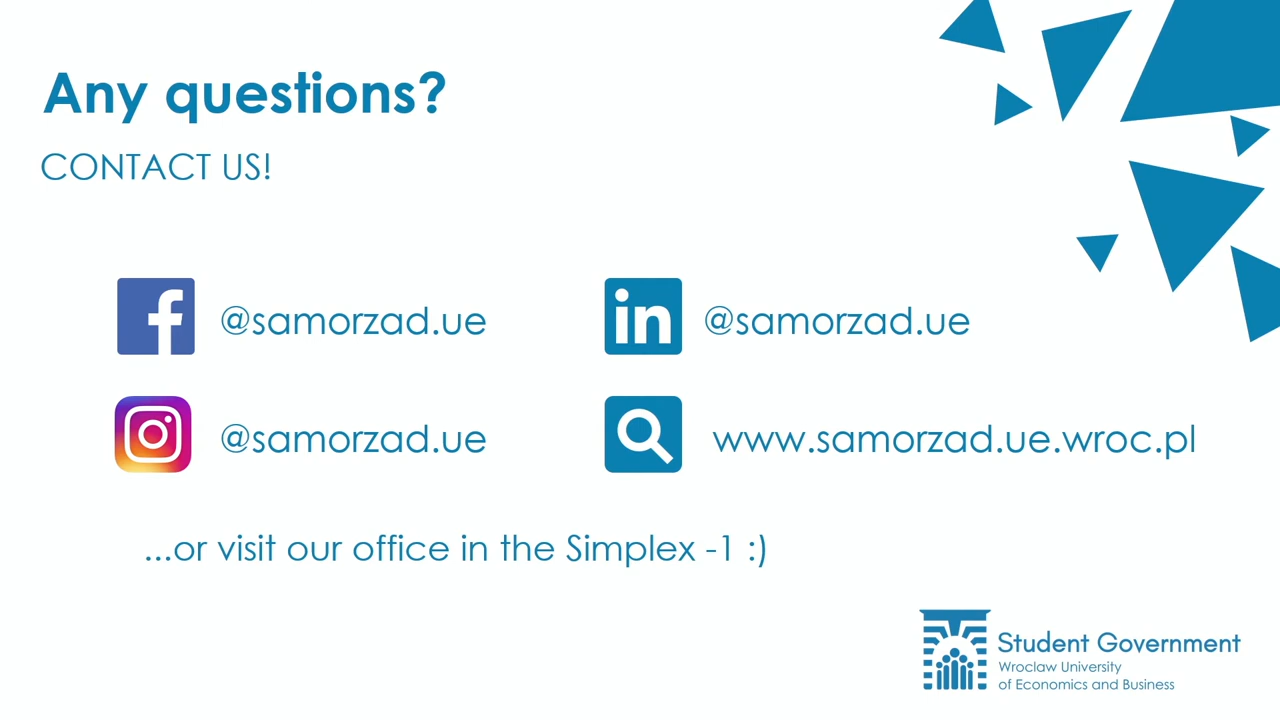 Any questions?
CONTACT US!
@samorzad.ue
@samorzad.ue
@samorzad.ue
www.samorzad.ue.wroc.pl
...or visit our office in the Simplex -1 :)
Student Government
Wroclaw University
of Economics and Business